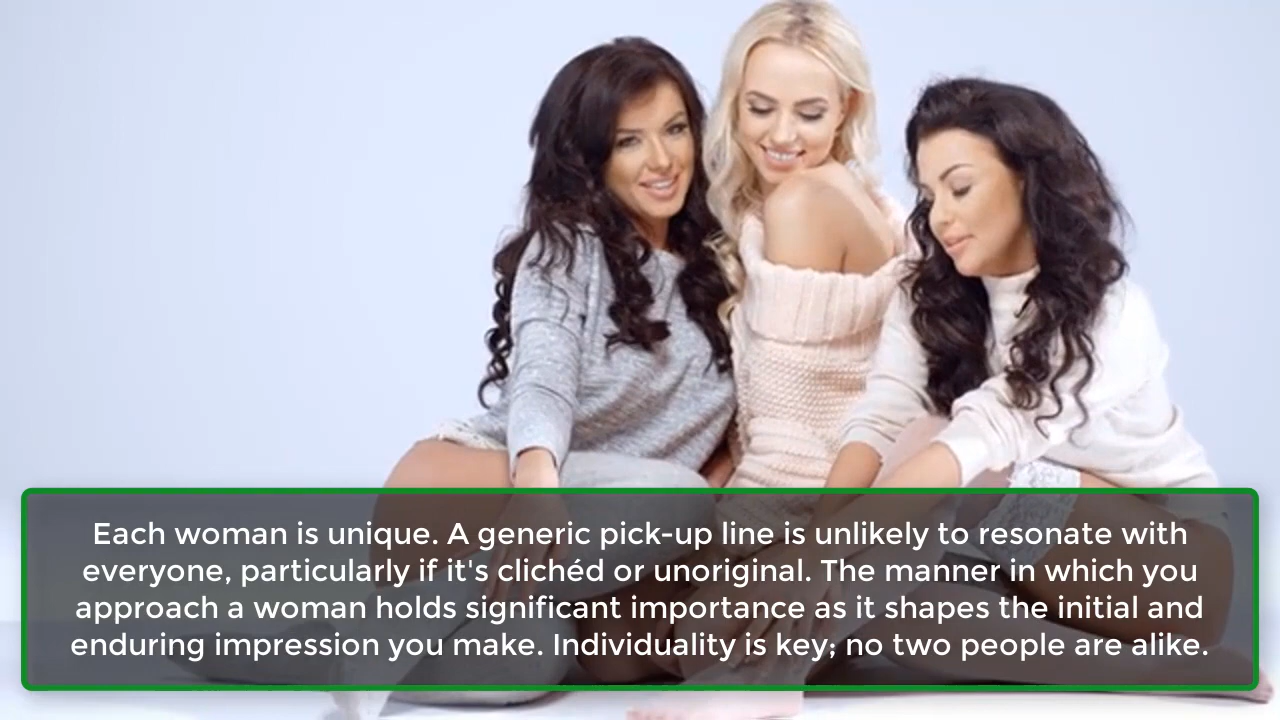 Each woman is unique. A generic pick-up line is unlikely to resonate with
everyone, particularly if it's clichéd or unoriginal. The manner in which you
approach a woman holds significant importance as it shapes the initial and
enduring impression you make. Individuality is key; no two people are alike.